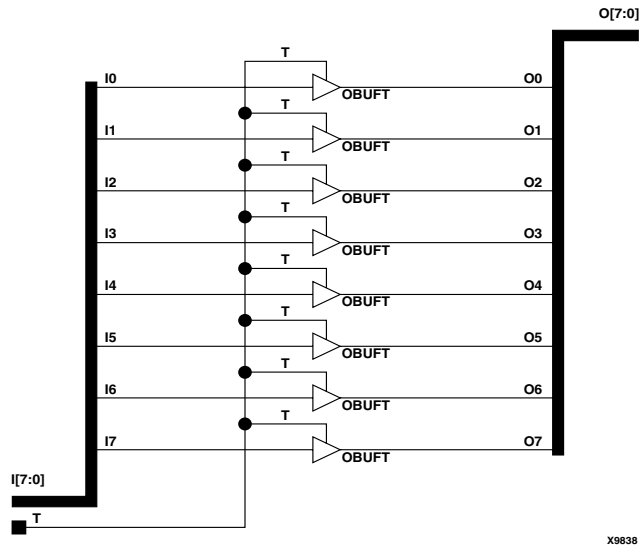 O[7:0]
T
I0 OBUFT O0
T
I1 OBUFT O1
T
I2 OBUFT O2
T
I3 OBUFT O3
T
I4 OBUFT O4
T
I5 OBUFT O5
T
I6 OBUFT O6
T
I7 OBUFT O7
I[7:0]
T
X9838